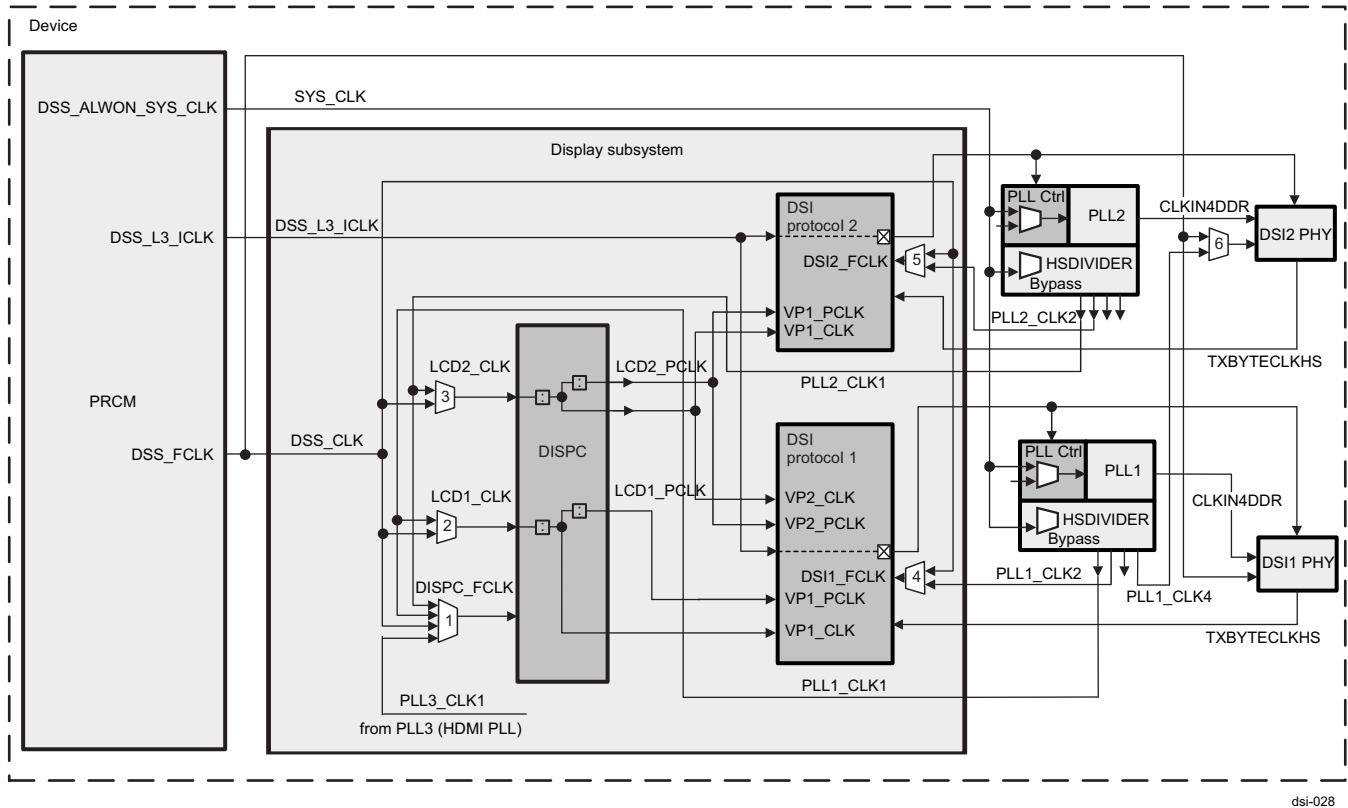 Device
DSS_ALWON_SYS_CLK
SYS_CLK
Display subsystem
DSS_L3_ICLK
DSS_L3_ICLK
PRCM
DSS_FCLK
DSS_CLK
LCD2_CLK
3
LCD1_CLK
2
DISPC_FCLK
1
PLL3_CLK1
from PLL3 (HDMI PLL)
:
:
DISPC
:
:
LCD2_PCLK
LCD1_PCLK
DSI
protocol 2
DSI2_FCLK
5
VP1_PCLK
VP1_CLK
PLL2_CLK1
DSI
protocol 1
VP2_CLK
VP2_PCLK
DSI1_FCLK
4
VP1_PCLK
VP1_CLK
PLL1_CLK1
PLL Ctrl
PLL2
HSDIVIDER
Bypass
PLL2_CLK2
CLKIN4DDR
6
DSI2 PHY
TXBYTECLKHS
PLL Ctrl
PLL1
HSDIVIDER
Bypass
PLL1_CLK2
PLL1_CLK4
CLKIN4DDR
DSI1 PHY
TXBYTECLKHS
dsi-028